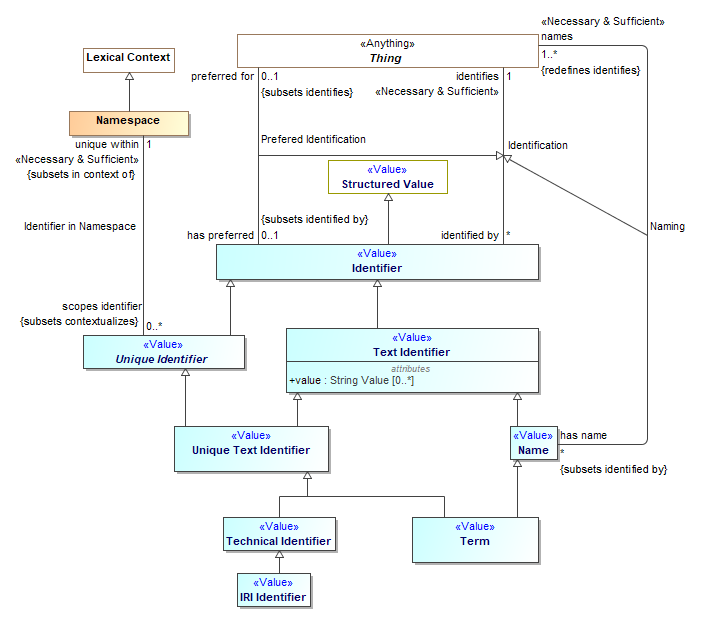 «Necessary & Sufficient»
names
1..*
{redefines identifies}
«Anything»
Thing
Lexical Context
preferred for
0..1
{subsets identifies}
identifies
1
«Necessary & Sufficient»
Namespace
unique within
1
«Necessary & Sufficient»
{subsets in context of}
Prefered Identification
Identification
«Value»
Structured Value
Identifier in Namespace
{subsets identified by}
has preferred
0..1
identified by
*
Naming
«Value»
Identifier
scopes identifier
{subsets contextualizes}
0..*
«Value»
Unique Identifier
«Value»
Text Identifier
attributes
+value : String Value [0..*]
«Value»
Unique Text Identifier
«Value»
Name
has name
*
{subsets identified by}
«Value»
Technical Identifier
«Value»
Term
«Value»
IRI Identifier